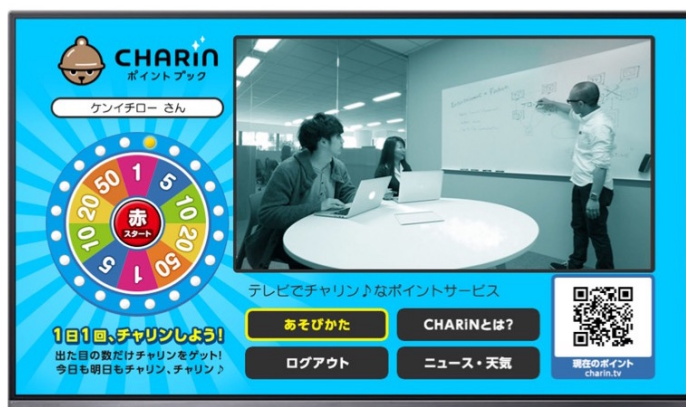 CHARiN
ポイントブック
ケンイチロー さん
1
5
10
20
50
1
5
10
20
50
赤
スタート
1日1回、チャリンしよう!
出た目の数だけチャリンをゲット!
今日も明日もチャリン、チャリン♪
テレビでチャリン♪なポイントサービス
あそびかた
CHARiNとは?
ログアウト
ニュース・天気
現在のポイント
charin.tv